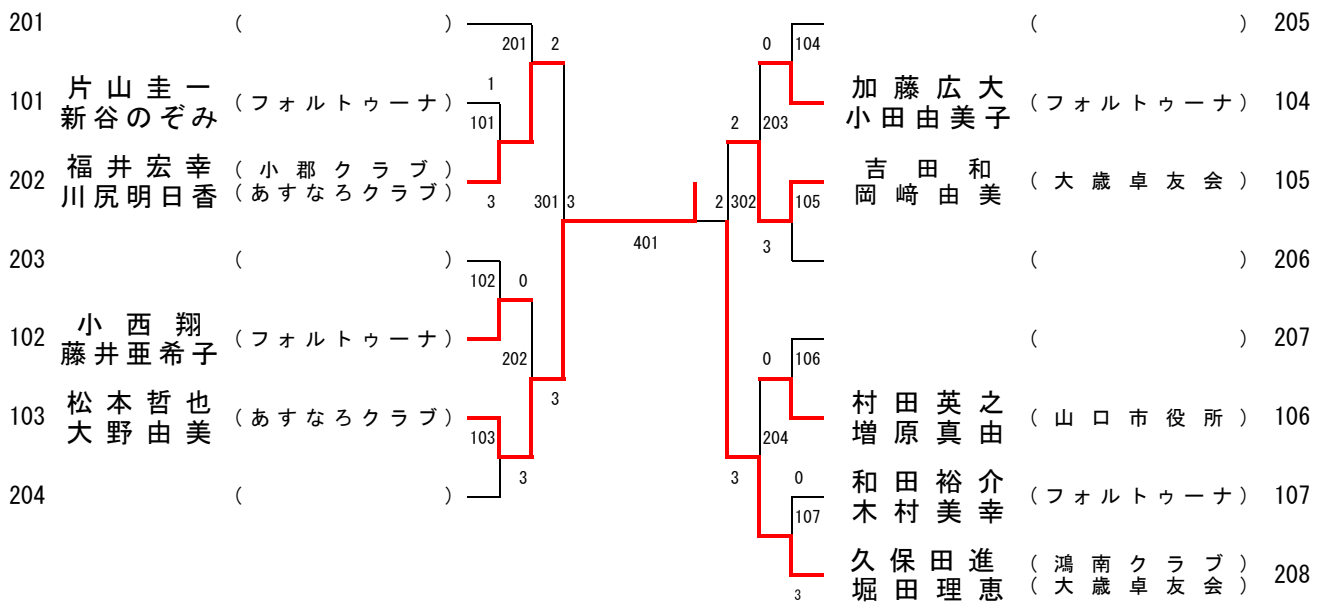 201 ( ) 201 2 0 104 ( ) 205
101 片山圭一 新谷のぞみ (フォルトゥーナ) 1 101 203 加藤広大 小田由美子 (フォルトゥーナ) 104
202 福井宏幸 川尻明日香 (小郡クラブ) (あすなろクラブ) 3 301 3 2 2 302 105 吉田和 岡﨑由美 (大歳卓友会) 105
401
203 ( ) 102 0 3 ( ) 206
102 小西翔 藤井亜希子 (フォルトゥーナ) 202 0 106 ( ) 207
103 松本哲也 大野由美 (あすなろクラブ) 103 3 3 204 村田英之 増原真由 (山口市役所) 106
204 ( ) 3 0 107 和田裕介 木村美幸 (フォルトゥーナ) 107
3 久保田進 堀田理恵 (鴻南クラブ) (大歳卓友会) 208